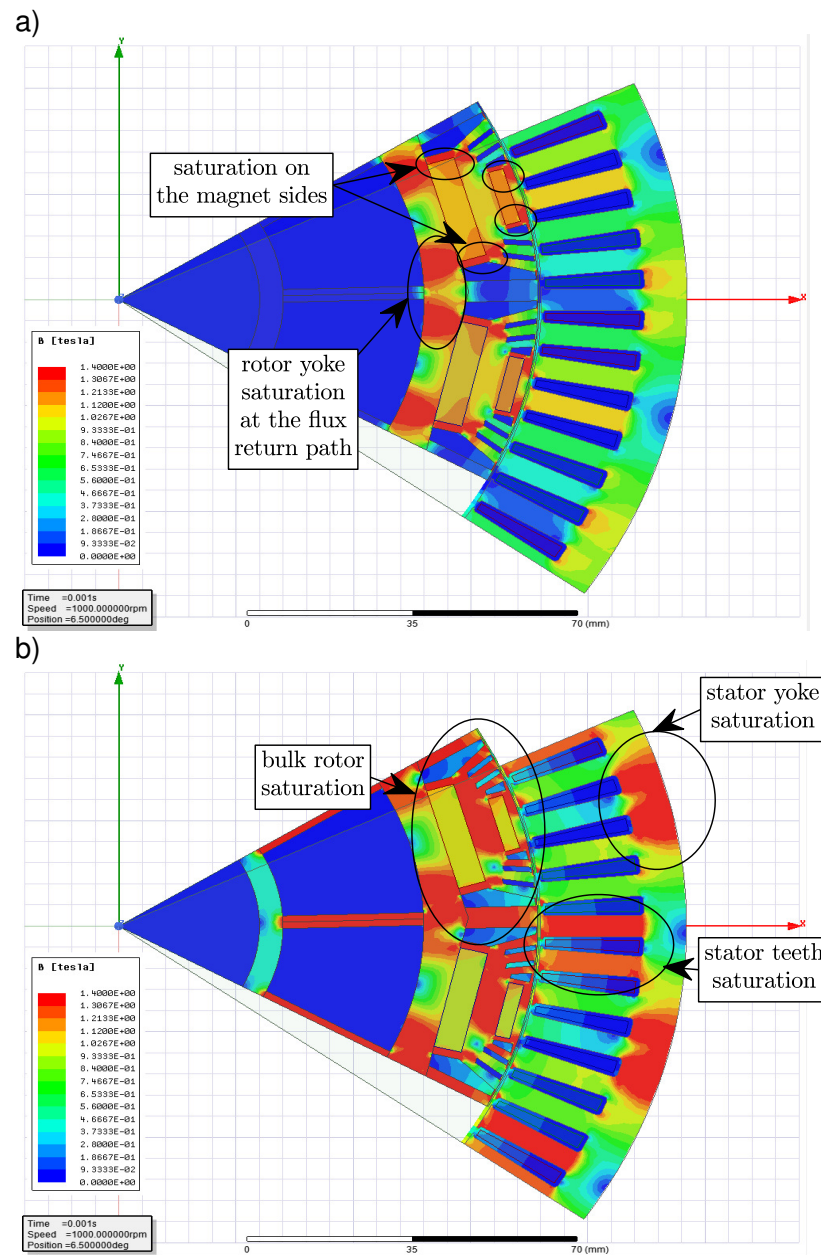 a)
Y
X
Z
saturation on
the magnet sides
rotor yoke
saturation
at the flux
return path
B [tesla]
1.4000E+00
1.3067E+00
1.2133E+00
1.1200E+00
1.0267E+00
9.3333E-01
8.4000E-01
7.4667E-01
6.5333E-01
5.6000E-01
4.6667E-01
3.7333E-01
2.8000E-01
1.8667E-01
9.3333E-02
0.0000E+00
Time =0.001s
Speed =1000.000000rpm
Position =6.500000deg
0 35 70 (mm)
b)
Y
X
stator yoke
saturation
bulk rotor
saturation
stator teeth
saturation
B [tesla]
1.4000E+00
1.3067E+00
1.2133E+00
1.1200E+00
1.0267E+00
9.3333E-01
8.4000E-01
7.4667E-01
6.5333E-01
5.6000E-01
4.6667E-01
3.7333E-01
2.8000E-01
1.8667E-01
9.3333E-02
0.0000E+00
Time =0.001s
Speed =1000.000000rpm
Position =6.500000deg
0 35 70 (mm)